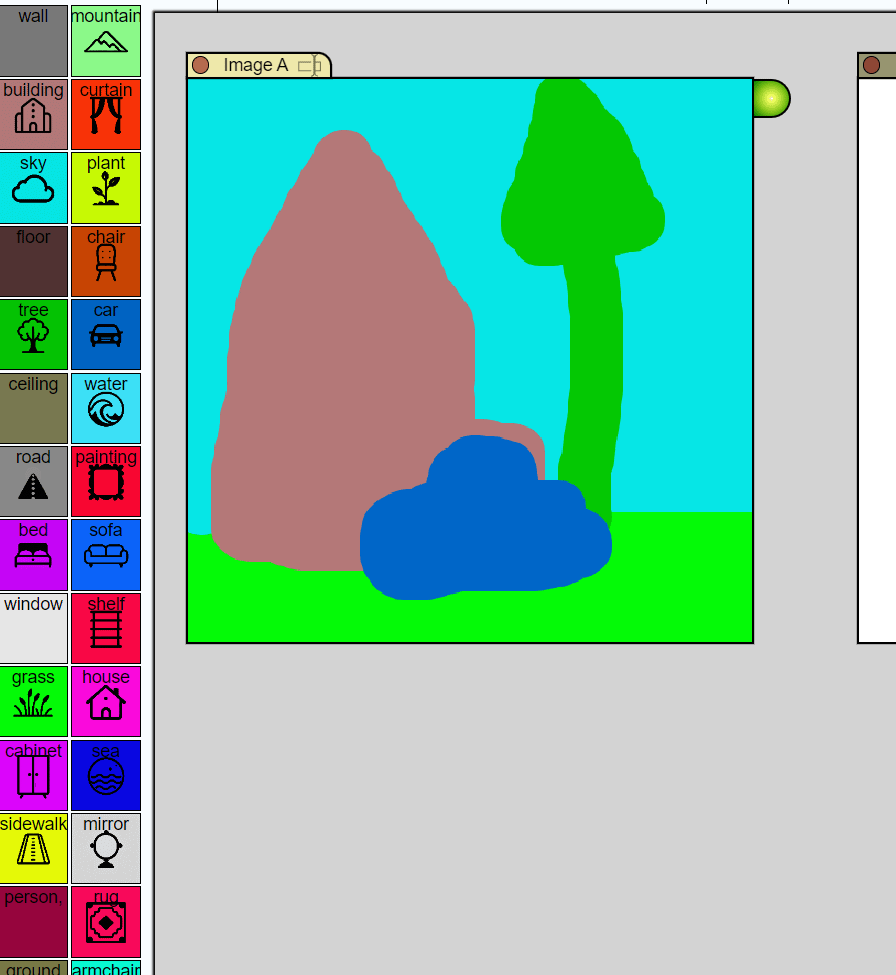 wall
mountain
building
curtain
sky
plant
floor
chair
tree
car
ceiling
water
road
painting
bed
sofa
window
shelf
grass
house
cabinet
sea
sidewalk
mirror
person,
rug
ground
armchair
Image A